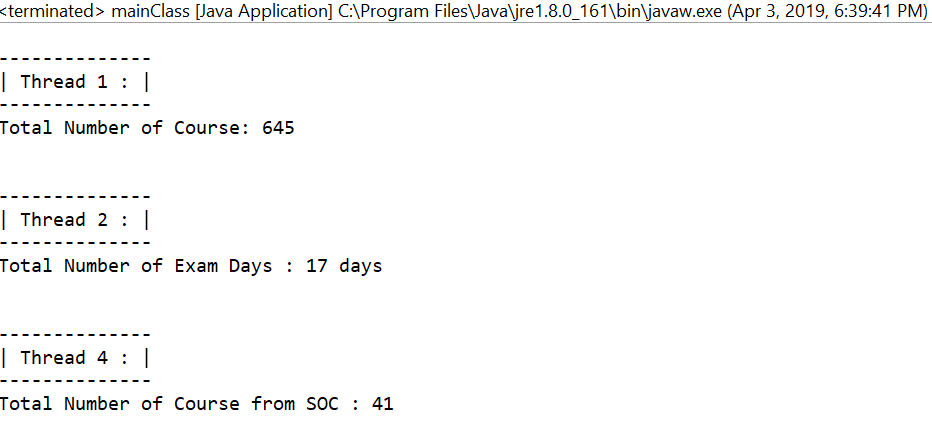 <terminated> mainClass [Java Application] C:\Program Files\Java\jre1.8.0_161\bin\javaw.exe (Apr 3, 2019, 6:39:41 PM)
--------------
| Thread 1 : |
--------------
Total Number of Course: 645
--------------
| Thread 2 : |
--------------
Total Number of Exam Days : 17 days
--------------
| Thread 4 : |
--------------
Total Number of Course from SOC : 41